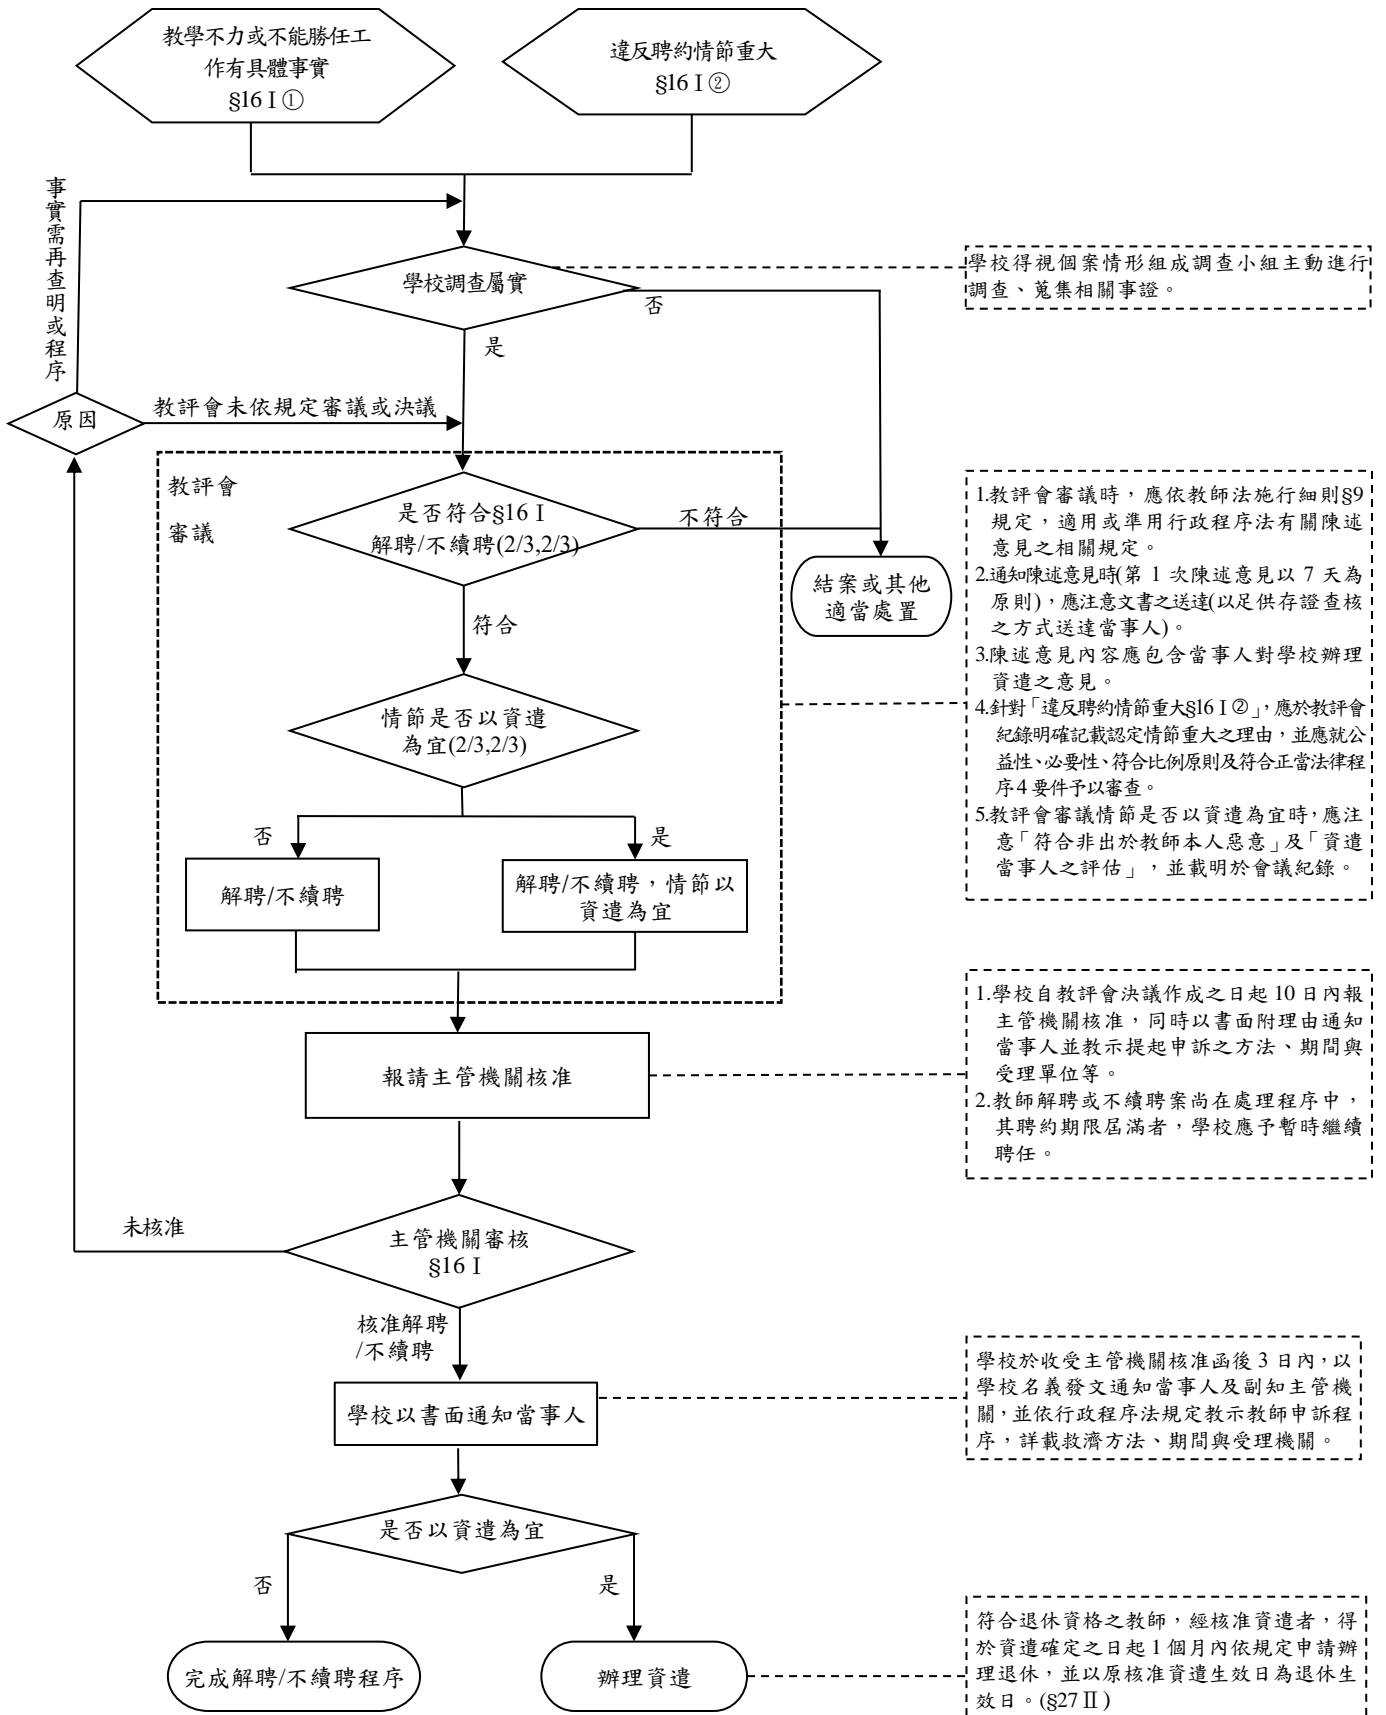 教學不力或不能勝任工
作有具體事實
§16 I ①
違反聘約情節重大
§16 I ②
事實需再查明或程序
學校調查屬實
否
是
學校得視個案情形組成調查小組主動進行
調查、蒐集相關事證。
原因
教評會未依規定審議或決議
教評會
審議
是否符合§16 I
解聘/不續聘(2/3,2/3)
不符合
符合
結案或其他
適當處置
情節是否以資遣
為宜(2/3,2/3)
否
是
解聘/不續聘
解聘/不續聘，情節以
資遣為宜
1.教評會審議時，應依教師法施行細則§9
規定，適用或準用行政程序法有關陳述
意見之相關規定。
2.通知陳述意見時(第 1 次陳述意見以 7 天為
原則)，應注意文書之送達(以足供存證查核
之方式送達當事人)。
3.陳述意見內容應包含當事人對學校辦理
資遣之意見。
4.針對「違反聘約情節重大§16 I ②」，應於教評會
紀錄明確記載認定情節重大之理由，並應就公
益性、必要性、符合比例原則及符合正當法律程
序 4 要件予以審查。
5.教評會審議情節是否以資遣為宜時，應注
意「符合非出於教師本人惡意」及「資遣
當事人之評估」，並載明於會議紀錄。
報請主管機關核准
1.學校自教評會決議作成之日起 10 日內報
主管機關核准，同時以書面附理由通知
當事人並教示提起申訴之方法、期間與
受理單位等。
2.教師解聘或不續聘案尚在處理程序中，
其聘約期限屆滿者，學校應予暫時繼續
聘任。
未核准
主管機關審核
§16 I
核准解聘
/不續聘
學校以書面通知當事人
學校於收受主管機關核准函後 3 日內，以
學校名義發文通知當事人及副知主管機
關，並依行政程序法規定教示教師申訴程
序，詳載救濟方法、期間與受理機關。
是否以資遣為宜
否
是
完成解聘/不續聘程序
辦理資遣
符合退休資格之教師，經核准資遣者，得
於資遣確定之日起 1 個月內依規定申請辦
理退休，並以原核准資遣生效日為退休生
效日。(§27 II)